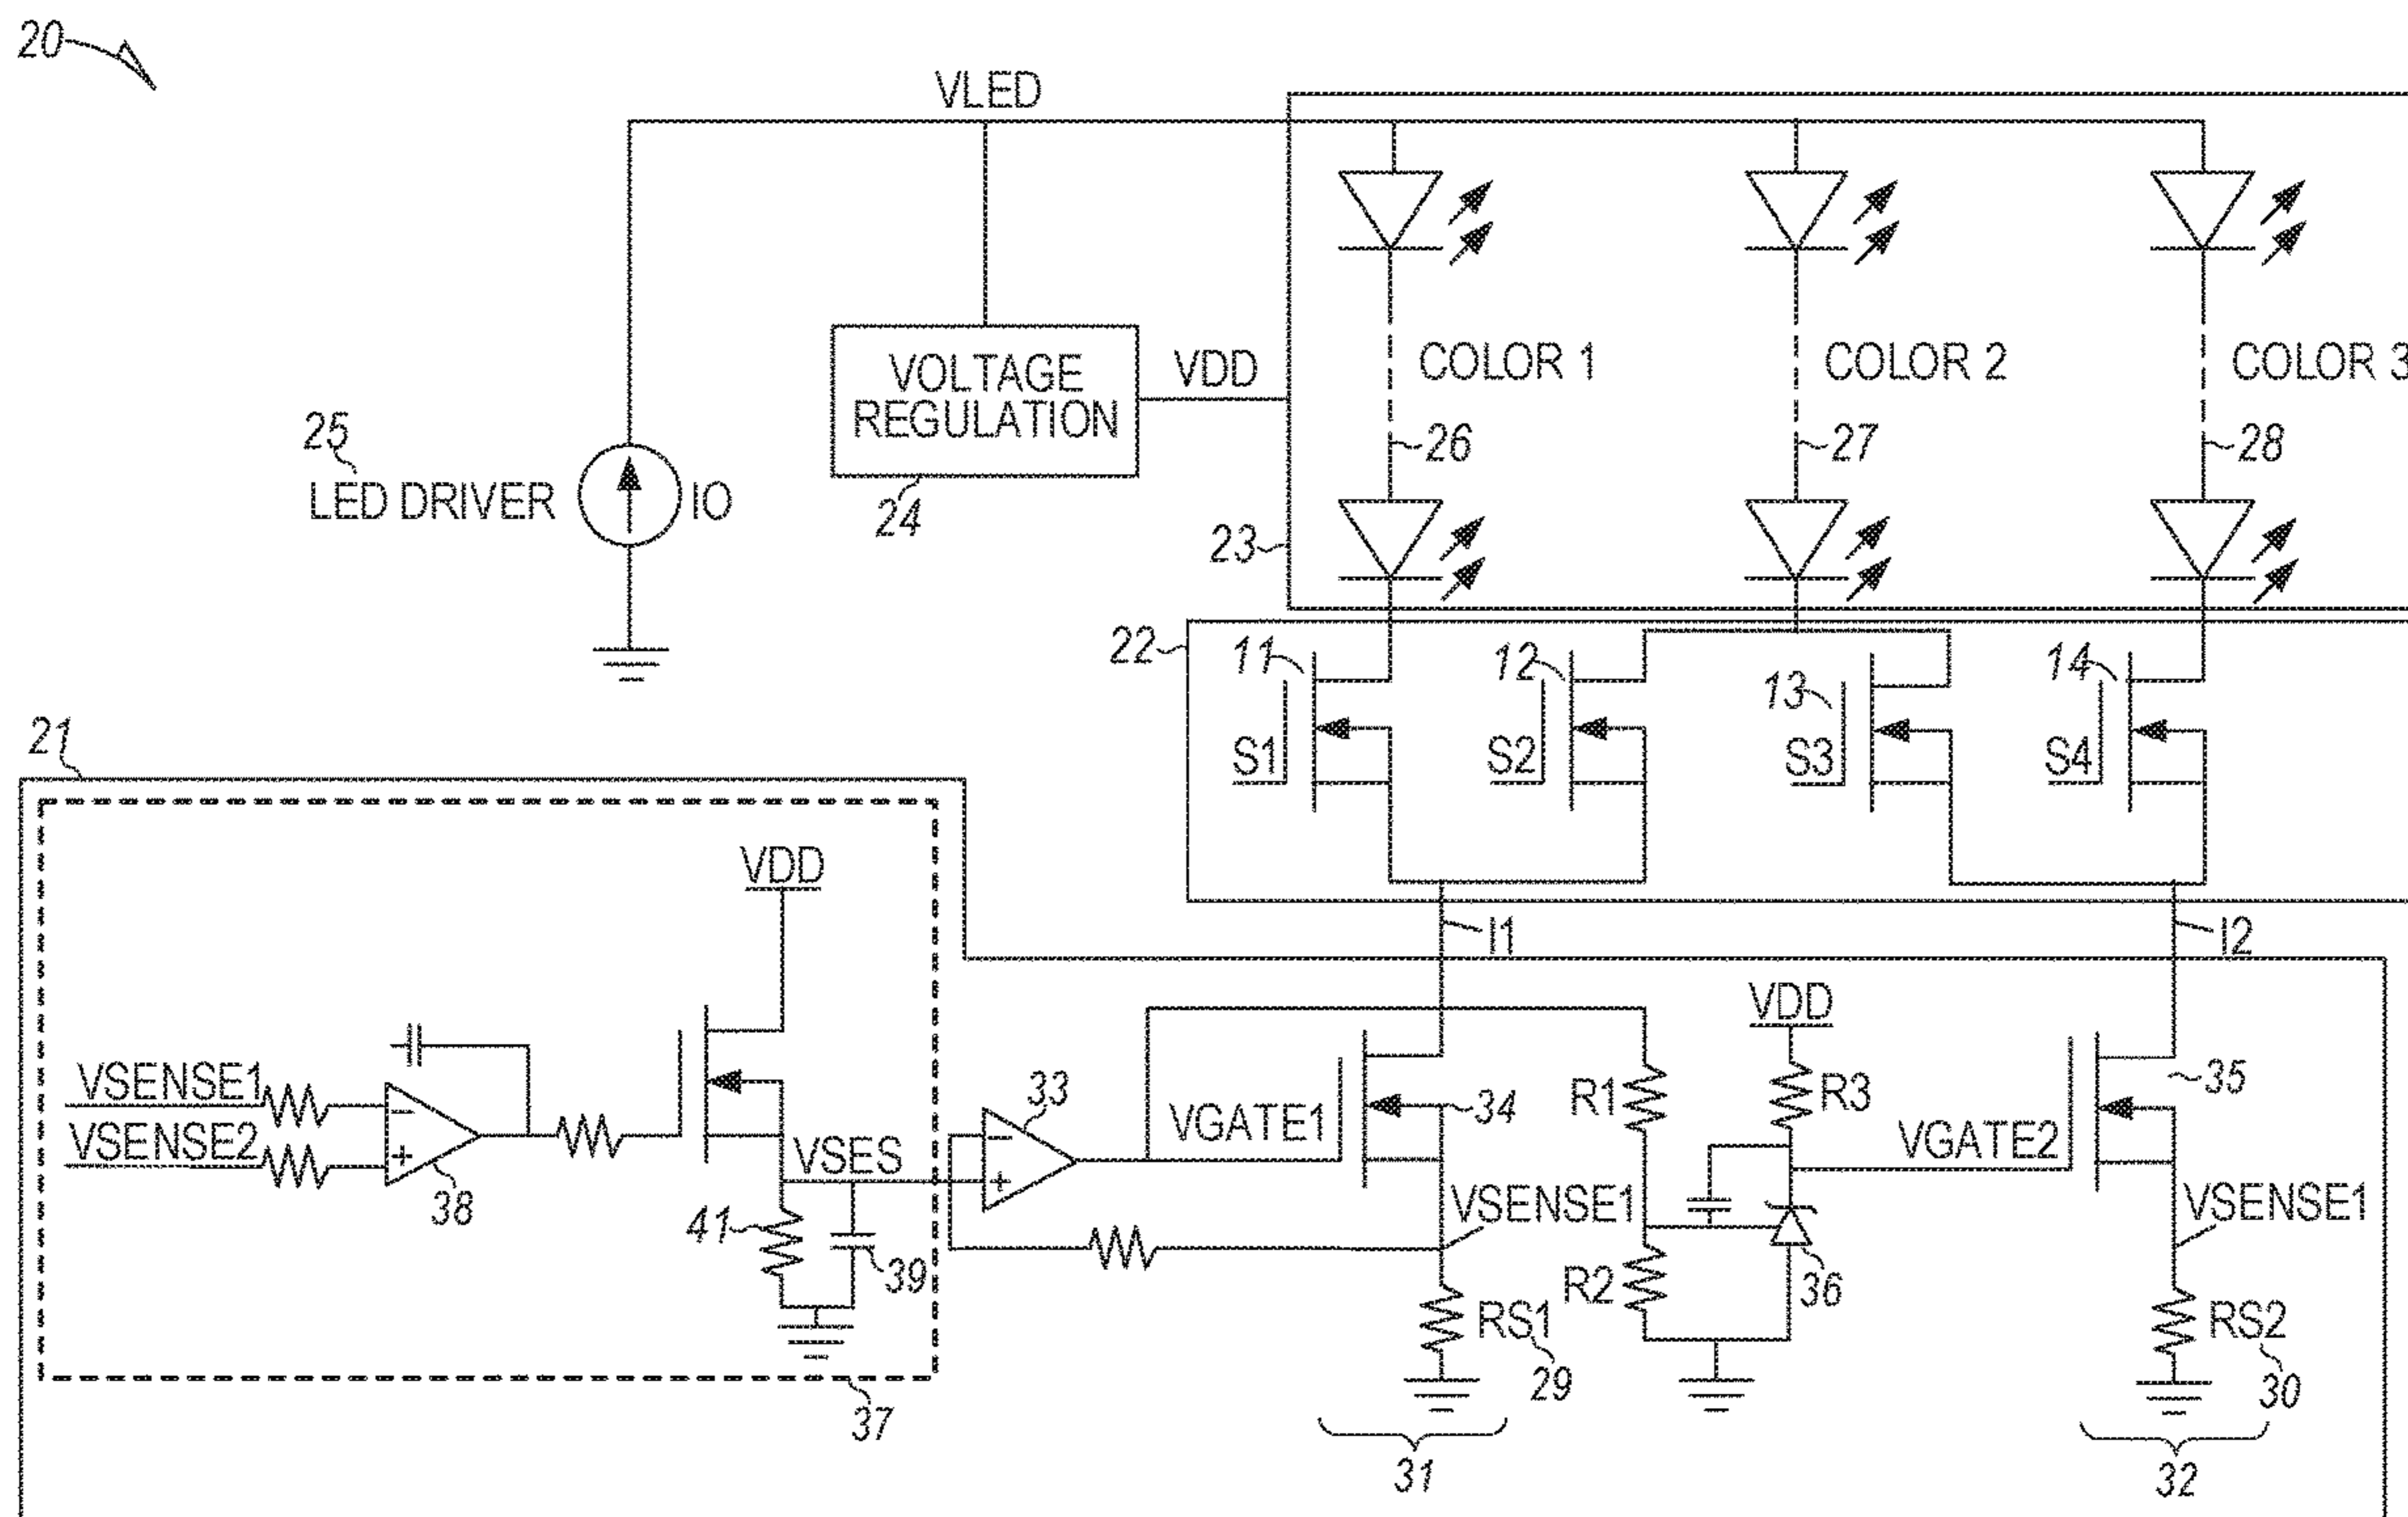 20
VLED
VOLTAGE
REGULATION
VDD
COLOR 1
COLOR 2
COLOR 3
25
LED DRIVER
IO
24
26
27
28
23
22
11
12
13
14
S1
S2
S3
S4
21
VDD
I1
I2
VSENSE1
VSENSE2
38
VSES
41
39
37
33
VGATE1
34
VSENSE1
R1
R2
VDD
R3
36
VGATE2
35
VSENSE1
RS1
29
RS2
30
31
32